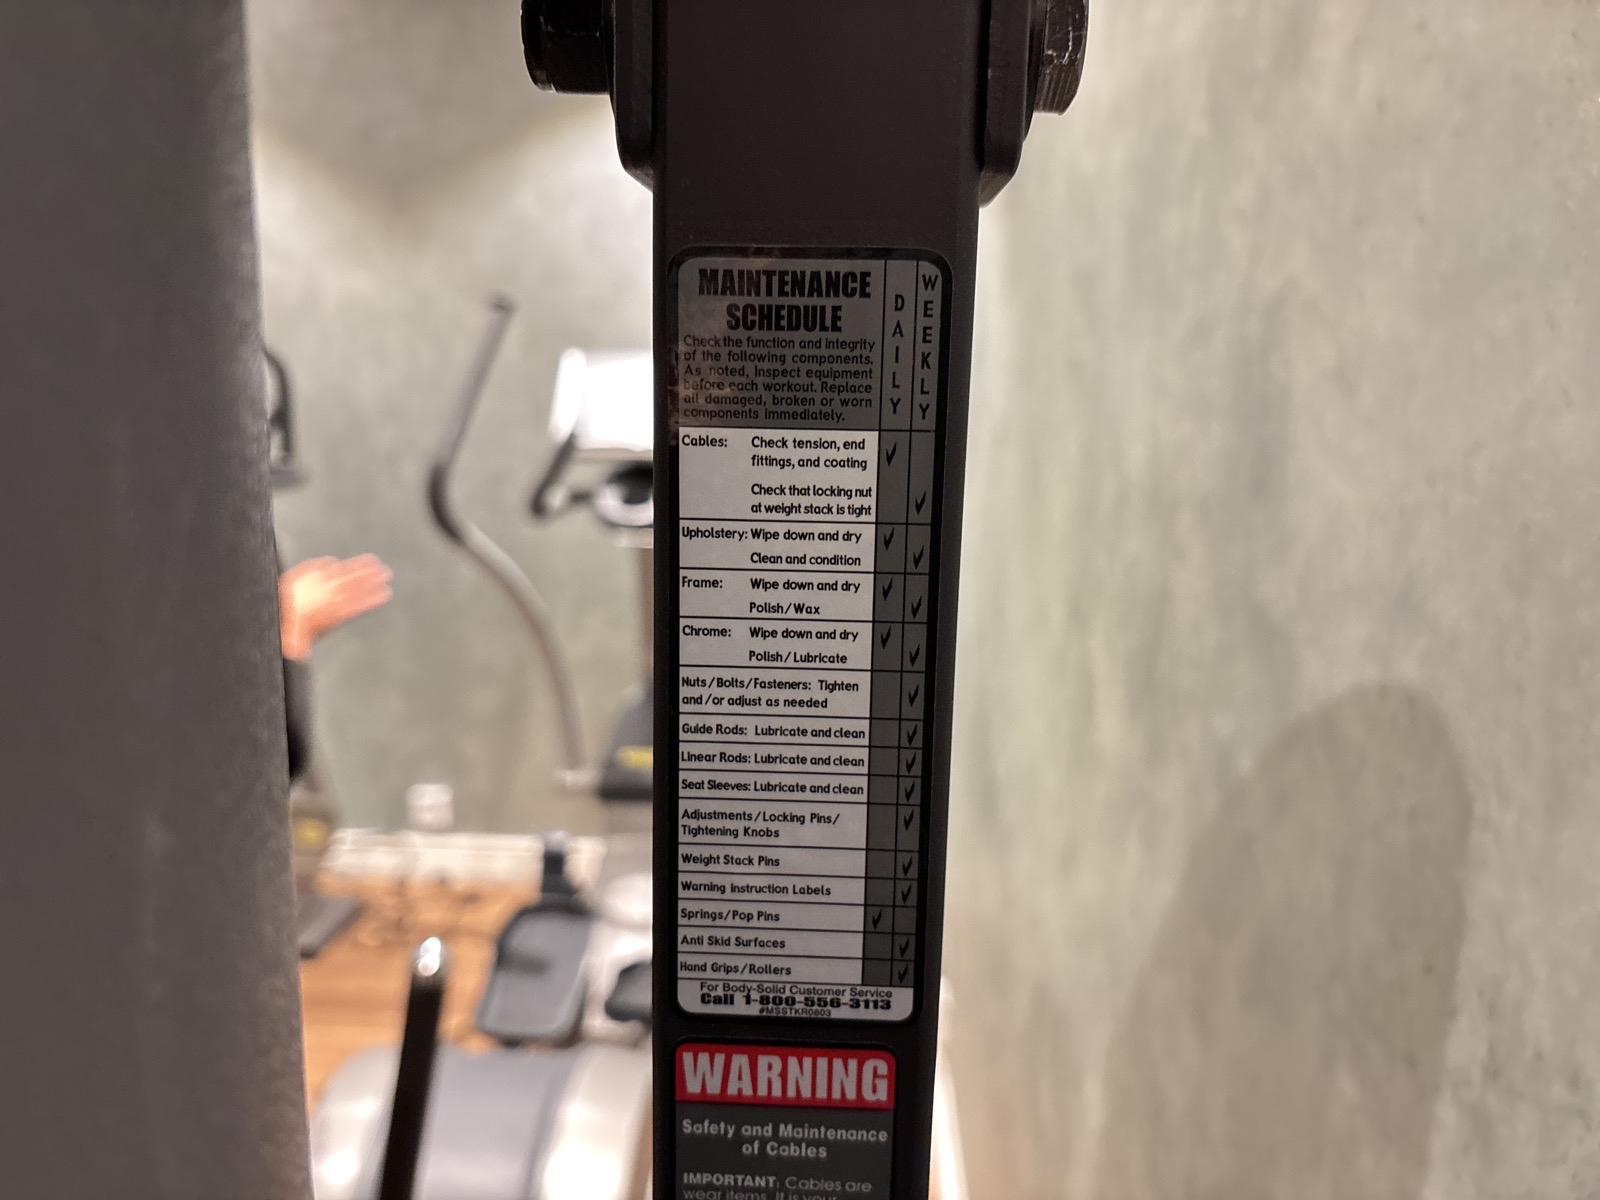 MAINTENANCE
SCHEDULE
Check the function and integrity
of the following components.
As noted, Inspect equipment
before each workout. Replace
all damaged, broken or worn
components immediately.
DAILY
WEEKLY
Cables: Check tension, end
fittings, and coating ✓
Check that locking nut
at weight stack is tight ✓
Upholstery: Wipe down and dry ✓
Clean and condition ✓
Frame: Wipe down and dry ✓
Polish/Wax ✓
Chrome: Wipe down and dry ✓
Polish/Lubricate ✓
Nuts/Bolts/Fasteners: Tighten
and/or adjust as needed ✓
Guide Rods: Lubricate and clean ✓
Linear Rods: Lubricate and clean ✓
Seat Sleeves: Lubricate and clean ✓
Adjustments/Locking Pins/
Tightening Knobs ✓
Weight Stack Pins ✓
Warning Instruction Labels ✓
Springs/Pop Pins ✓
Anti Skid Surfaces ✓
Hand Grips/Rollers ✓
For Body-Solid Customer Service
Call 1-800-556-3113
#MSSTKR0803
WARNING
Safety and Maintenance
of Cables
IMPORTANT: Cables are
wear items. It is your